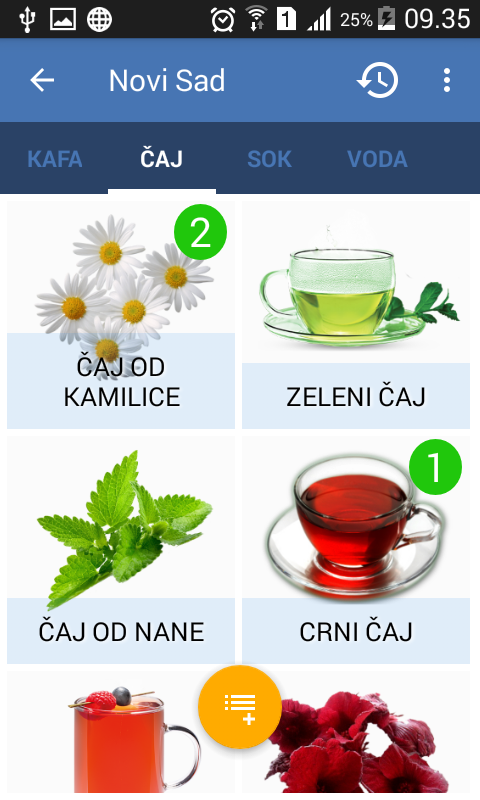 1 25% 09.35
Novi Sad
KAFA ČAJ SOK VODA
2
ČAJ OD
KAMILICE
ZELENI ČAJ
1
ČAJ OD NANE
CRNI ČAJ